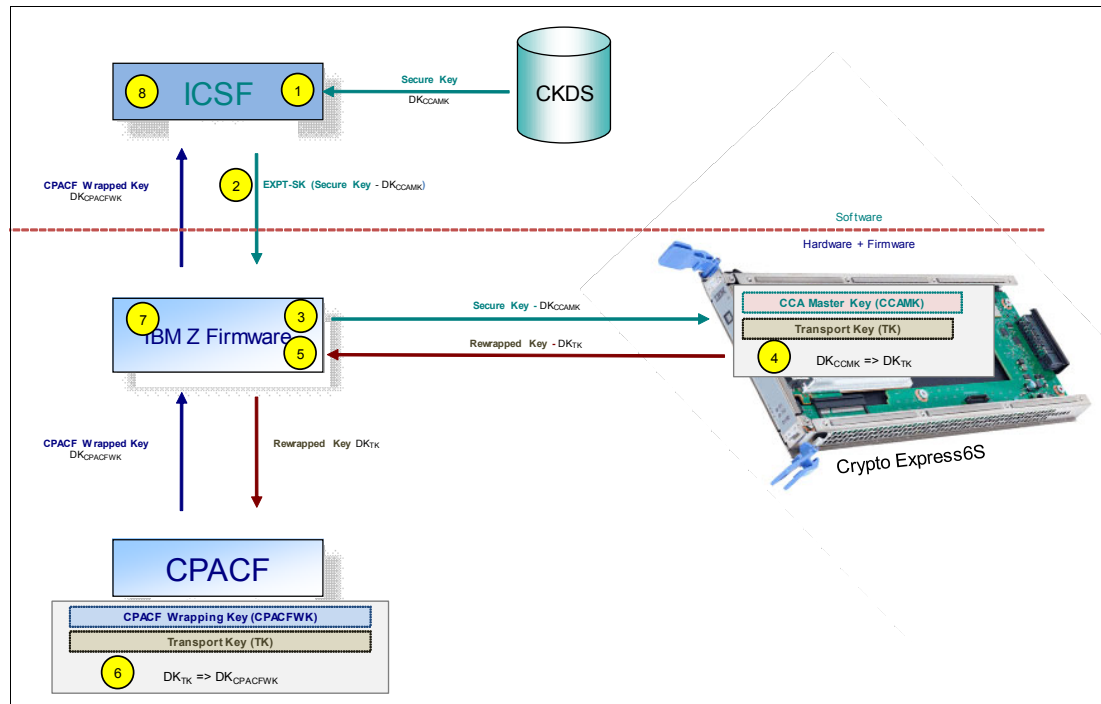 8
ICSF
1
Secure Key
DKCCAMK
CKDS
CPACF Wrapped Key
DKCPACFWK
2
EXPT-SK (Secure Key - DKCCAMK)
Software
Hardware + Firmware
7
IBM Z Firmware
3
5
Secure Key - DKCCAMK
Rewrapped Key - DKTK
CCA Master Key (CCAMK)
Transport Key (TK)
4
DKCCMK => DKTK
Crypto Express6S
CPACF Wrapped Key
DKCPACFWK
Rewrapped Key DKTK
CPACF
CPACF Wrapping Key (CPACFWK)
Transport Key (TK)
6
DKTK => DKCPACFWK